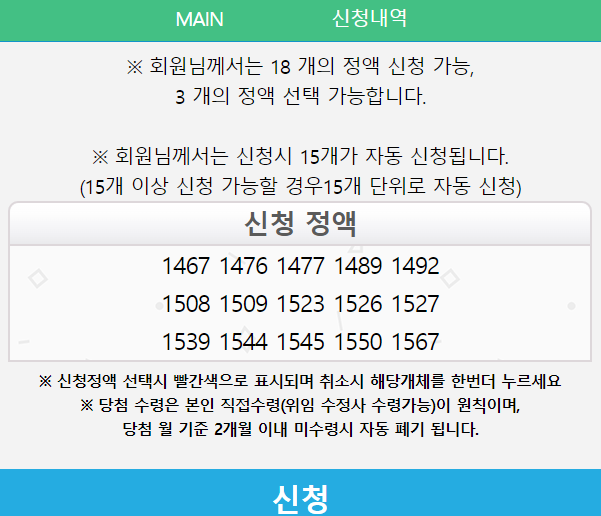 MAIN 신청내역
※ 회원님께서는 18 개의 정액 신청 가능,
3 개의 정액 선택 가능합니다.
※ 회원님께서는 신청시 15개가 자동 신청됩니다.
(15개 이상 신청 가능할 경우15개 단위로 자동 신청)
신청 정액
1467 1476 1477 1489 1492
1508 1509 1523 1526 1527
1539 1544 1545 1550 1567
※ 신청정액 선택시 빨간색으로 표시되며 취소시 해당개체를 한번더 누르세요
※ 당첨 수령은 본인 직접수령(위임 수정사 수령가능)이 원칙이며,
당첨 월 기준 2개월 이내 미수령시 자동 폐기 됩니다.
신청